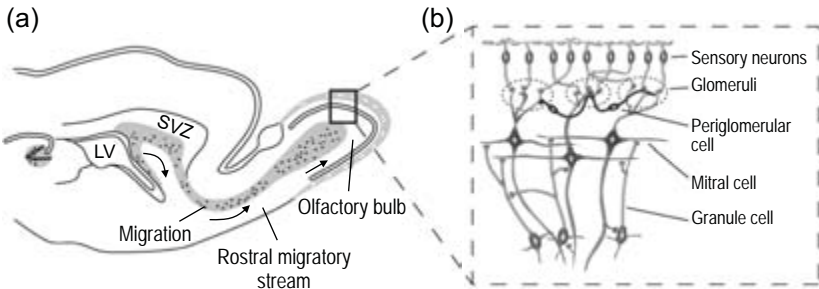 (a)
SVZ
LV
Migration
Rostral migratory
stream
Olfactory bulb
(b)
Sensory neurons
Glomeruli
Periglomerular
cell
Mitral cell
Granule cell